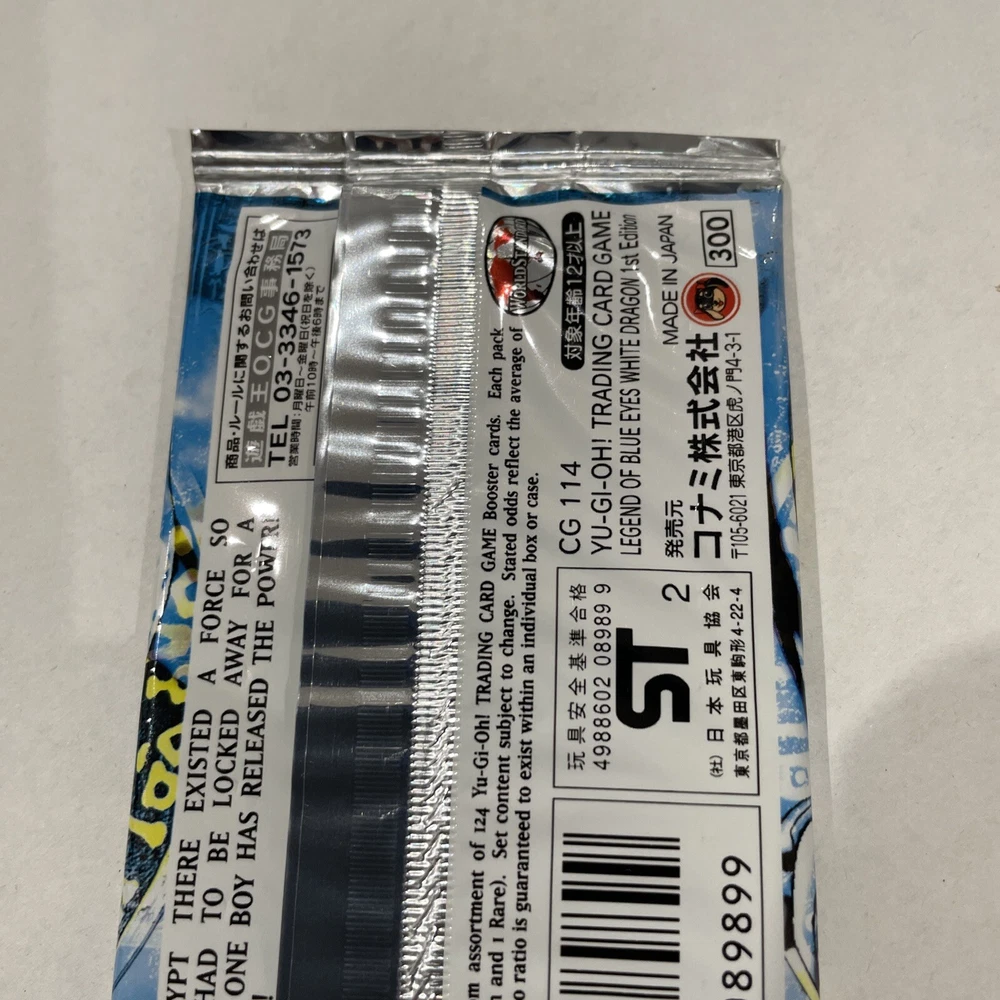 商品・ルールに関するお問い合わせは
遊戯王OCG事務局
TEL 03-3346-1573
営業時間:月曜日~金曜日(祝日を除く)
午前10時~午後6時まで
YPT THERE EXISTED A FORCE SO
HAD TO BE LOCKED AWAY FOR A
ONE BOY HAS RELEASED THE POWER!
m assortment of 124 Yu-Gi-Oh! TRADING CARD GAME Booster cards. Each pack
n and 1 Rare). Set content subject to change. Stated odds reflect the average of
o ratio is guaranteed to exist within an individual box or case.
対象年齢12才以上
CG 114
YU-GI-OH! TRADING CARD GAME
LEGEND OF BLUE EYES WHITE DRAGON 1st Edition
MADE IN JAPAN
300
発売元
コナミ株式会社
〒105-6021 東京都港区虎ノ門4-3-1
玩具安全基準合格
4988602 08989 9
ST 2
(社)日本玩具協会
東京都墨田区東駒形4-22-4
089899